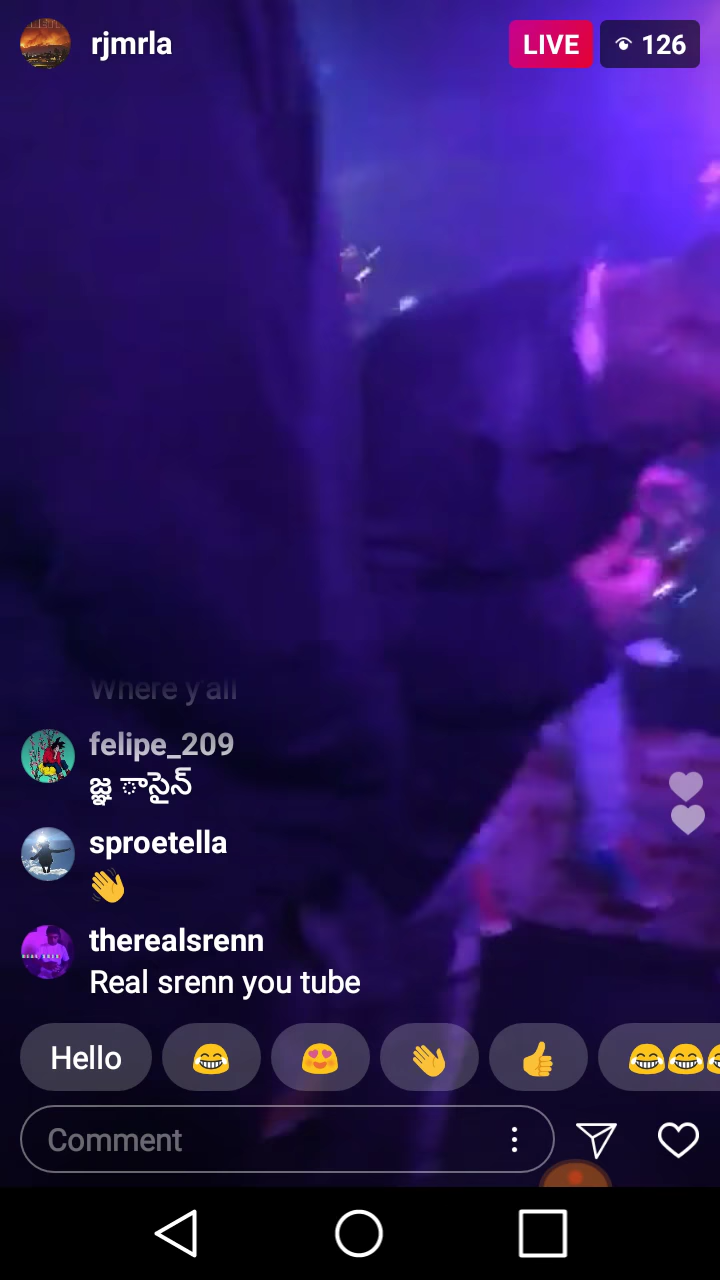 rjmrla
LIVE 126
Where y'all
felipe_209
sproetella
👋
therealsrenn
Real srenn you tube
Hello 😂 😍 👋 👍 😂😂😂
Comment